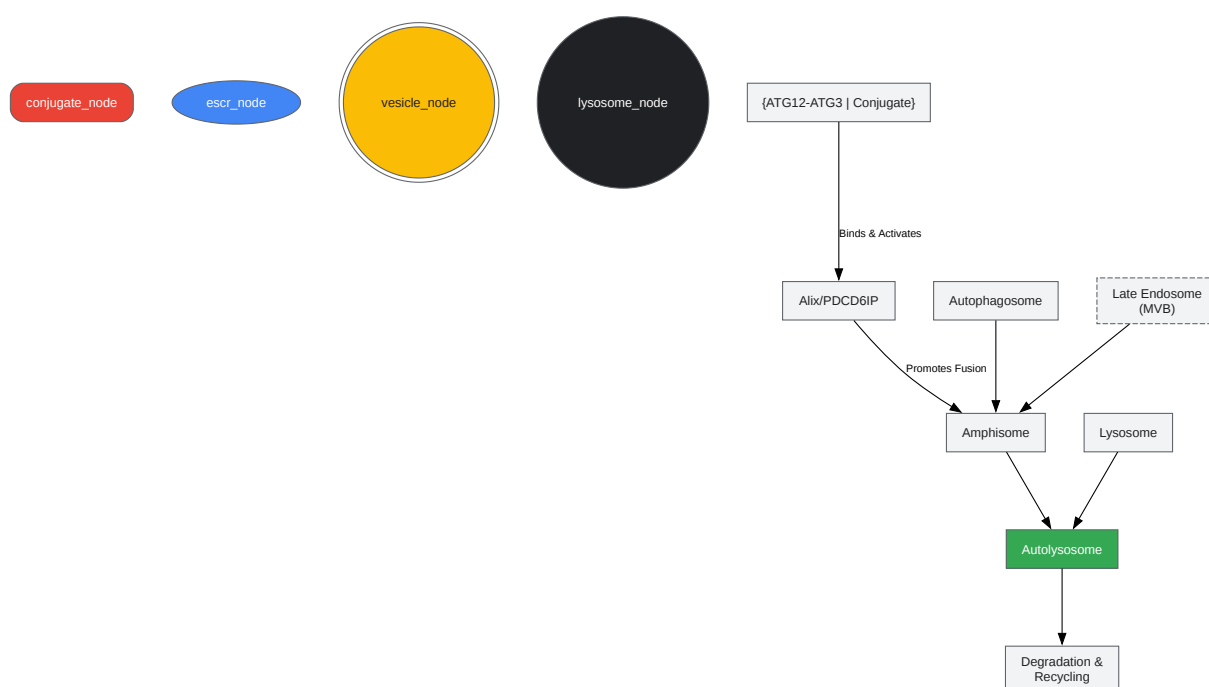 conjugate_node
escr_node
vesicle_node
lysosome_node
{ATG12-ATG3 | Conjugate}
Binds & Activates
Alix/PDCD6IP
Autophagosome
Late Endosome
(MVB)
Promotes Fusion
Amphisome
Lysosome
Autolysosome
Degradation &
Recycling